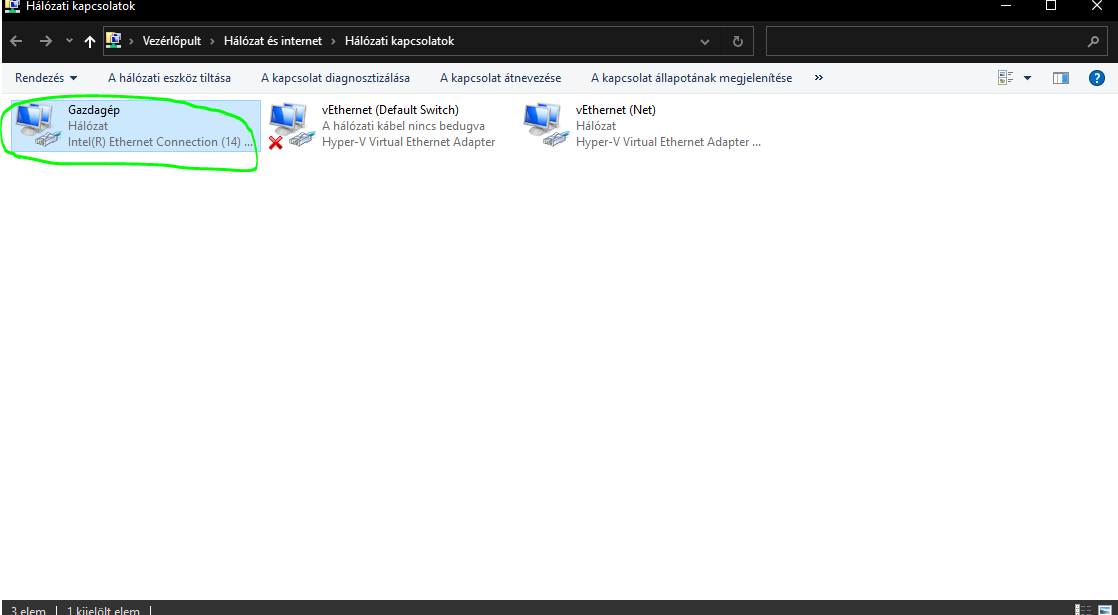 Hálózati kapcsolatok
Vezérlőpult > Hálózat és internet > Hálózati kapcsolatok
Rendezés A hálózati eszköz tiltása A kapcsolat diagnosztizálása A kapcsolat átnevezése A kapcsolat állapotának megjelenítése »
Gazdagép
Hálózat
Intel(R) Ethernet Connection (14) ...
vEthernet (Default Switch)
A hálózati kábel nincs bedugva
Hyper-V Virtual Ethernet Adapter
vEthernet (Net)
Hálózat
Hyper-V Virtual Ethernet Adapter ...
3 elem 1 kijelölt elem